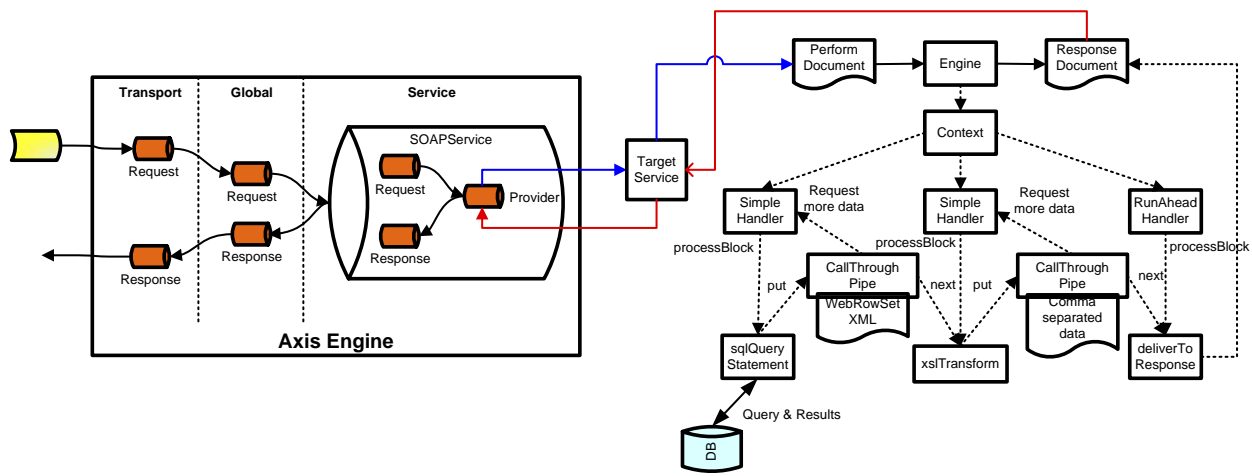 Transport
Global
Service
SOAPService
Request
Request
Request
Provider
Response
Response
Response
Axis Engine
Target
Service
Perform
Document
Engine
Response
Document
Context
Simple
Handler
Request
more data
Simple
Handler
Request
more data
RunAhead
Handler
processBlock
processBlock
processBlock
put
CallThrough
Pipe
next
put
CallThrough
Pipe
next
WebRowSet
XML
Comma
separated
data
sqlQuery
Statement
xslTransform
deliverTo
Response
Query & Results
DB